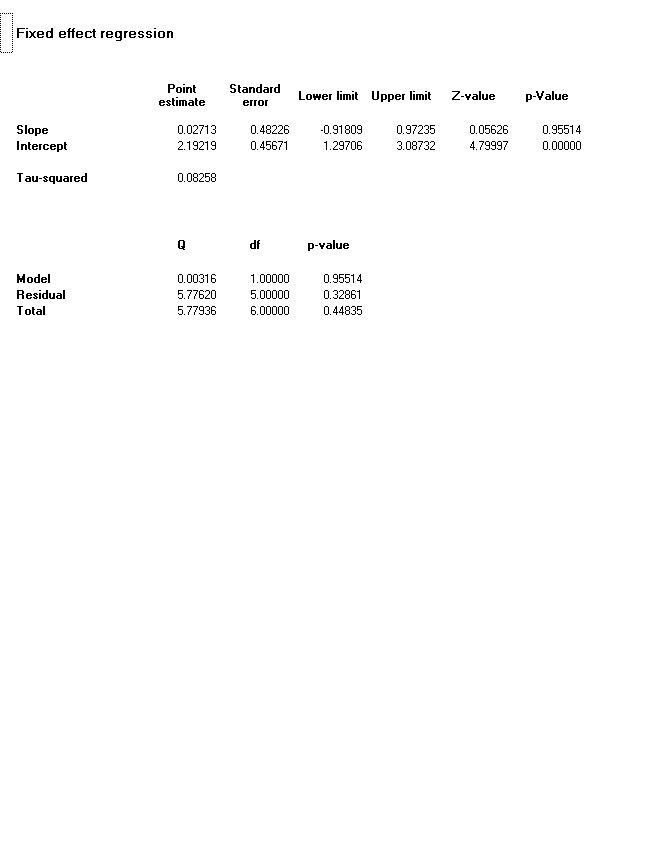 Fixed effect regression
Point estimate Standard error Lower limit Upper limit Z-value p-Value
Slope 0.02713 0.48226 -0.91809 0.97235 0.05626 0.95514
Intercept 2.19219 0.45671 1.29706 3.08732 4.79997 0.00000
Tau-squared 0.08258
Q df p-value
Model 0.00316 1.00000 0.95514
Residual 5.77620 5.00000 0.32861
Total 5.77936 6.00000 0.44835